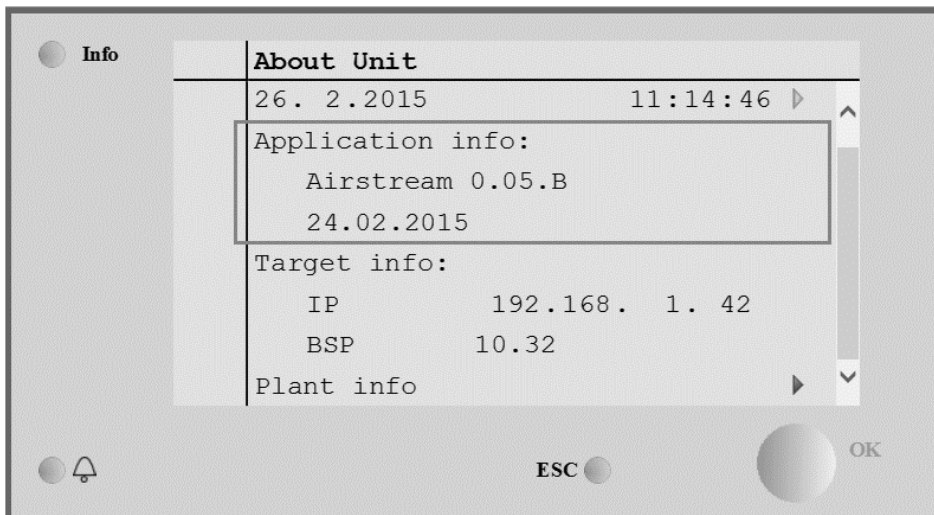 Info
About Unit
26. 2.2015 11:14:46
Application info:
Airstream 0.05.B
24.02.2015
Target info:
IP 192.168. 1. 42
BSP 10.32
Plant info
ESC
OK